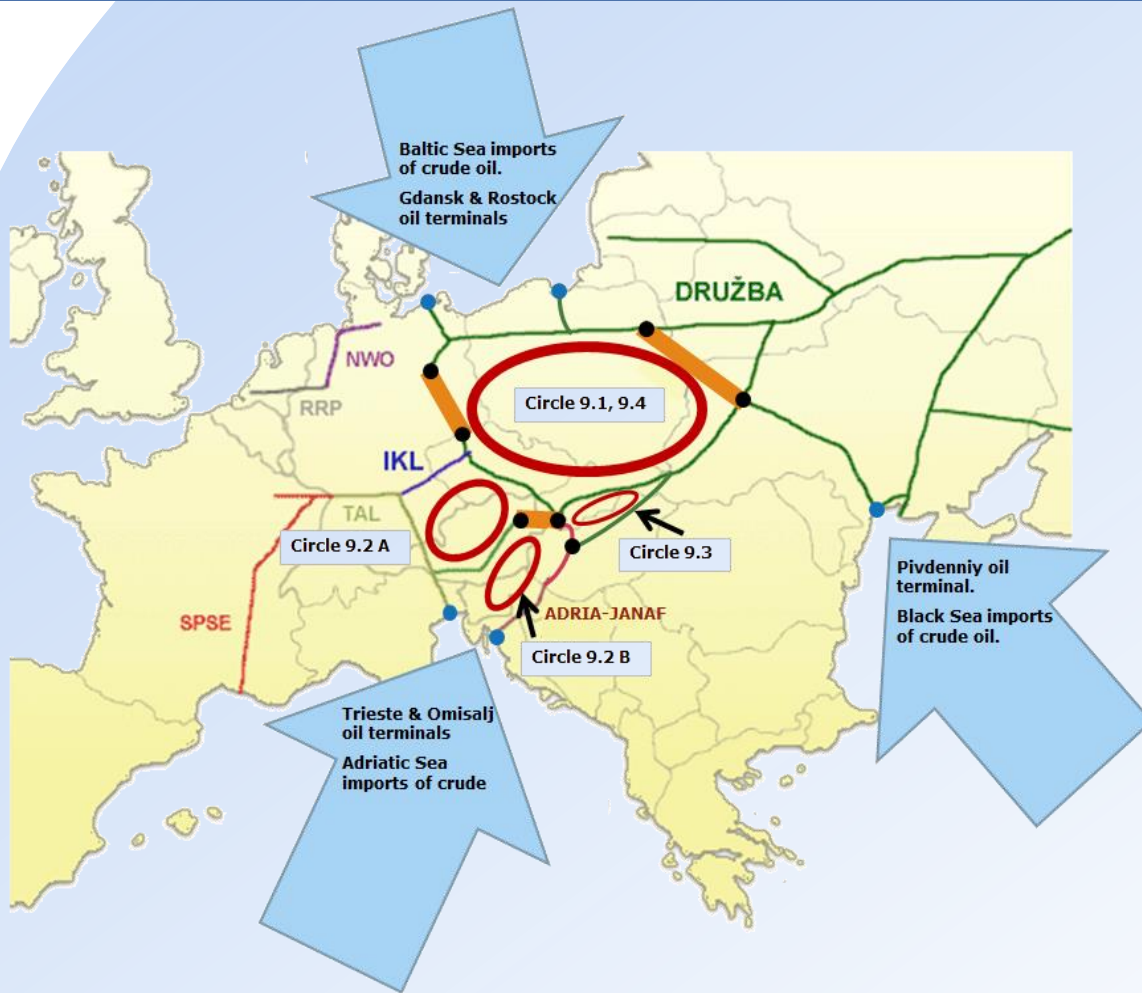 Baltic Sea imports
of crude oil.
Gdansk & Rostock
oil terminals
DRUŽBA
NWO
RRP
Circle 9.1, 9.4
IKL
TAL
Circle 9.2 A
Circle 9.3
SPSE
ADRIA-JANAF
Circle 9.2 B
Pivdenniy oil
terminal.
Black Sea imports
of crude oil.
Trieste & Omisalj
oil terminals
Adriatic Sea
imports of crude